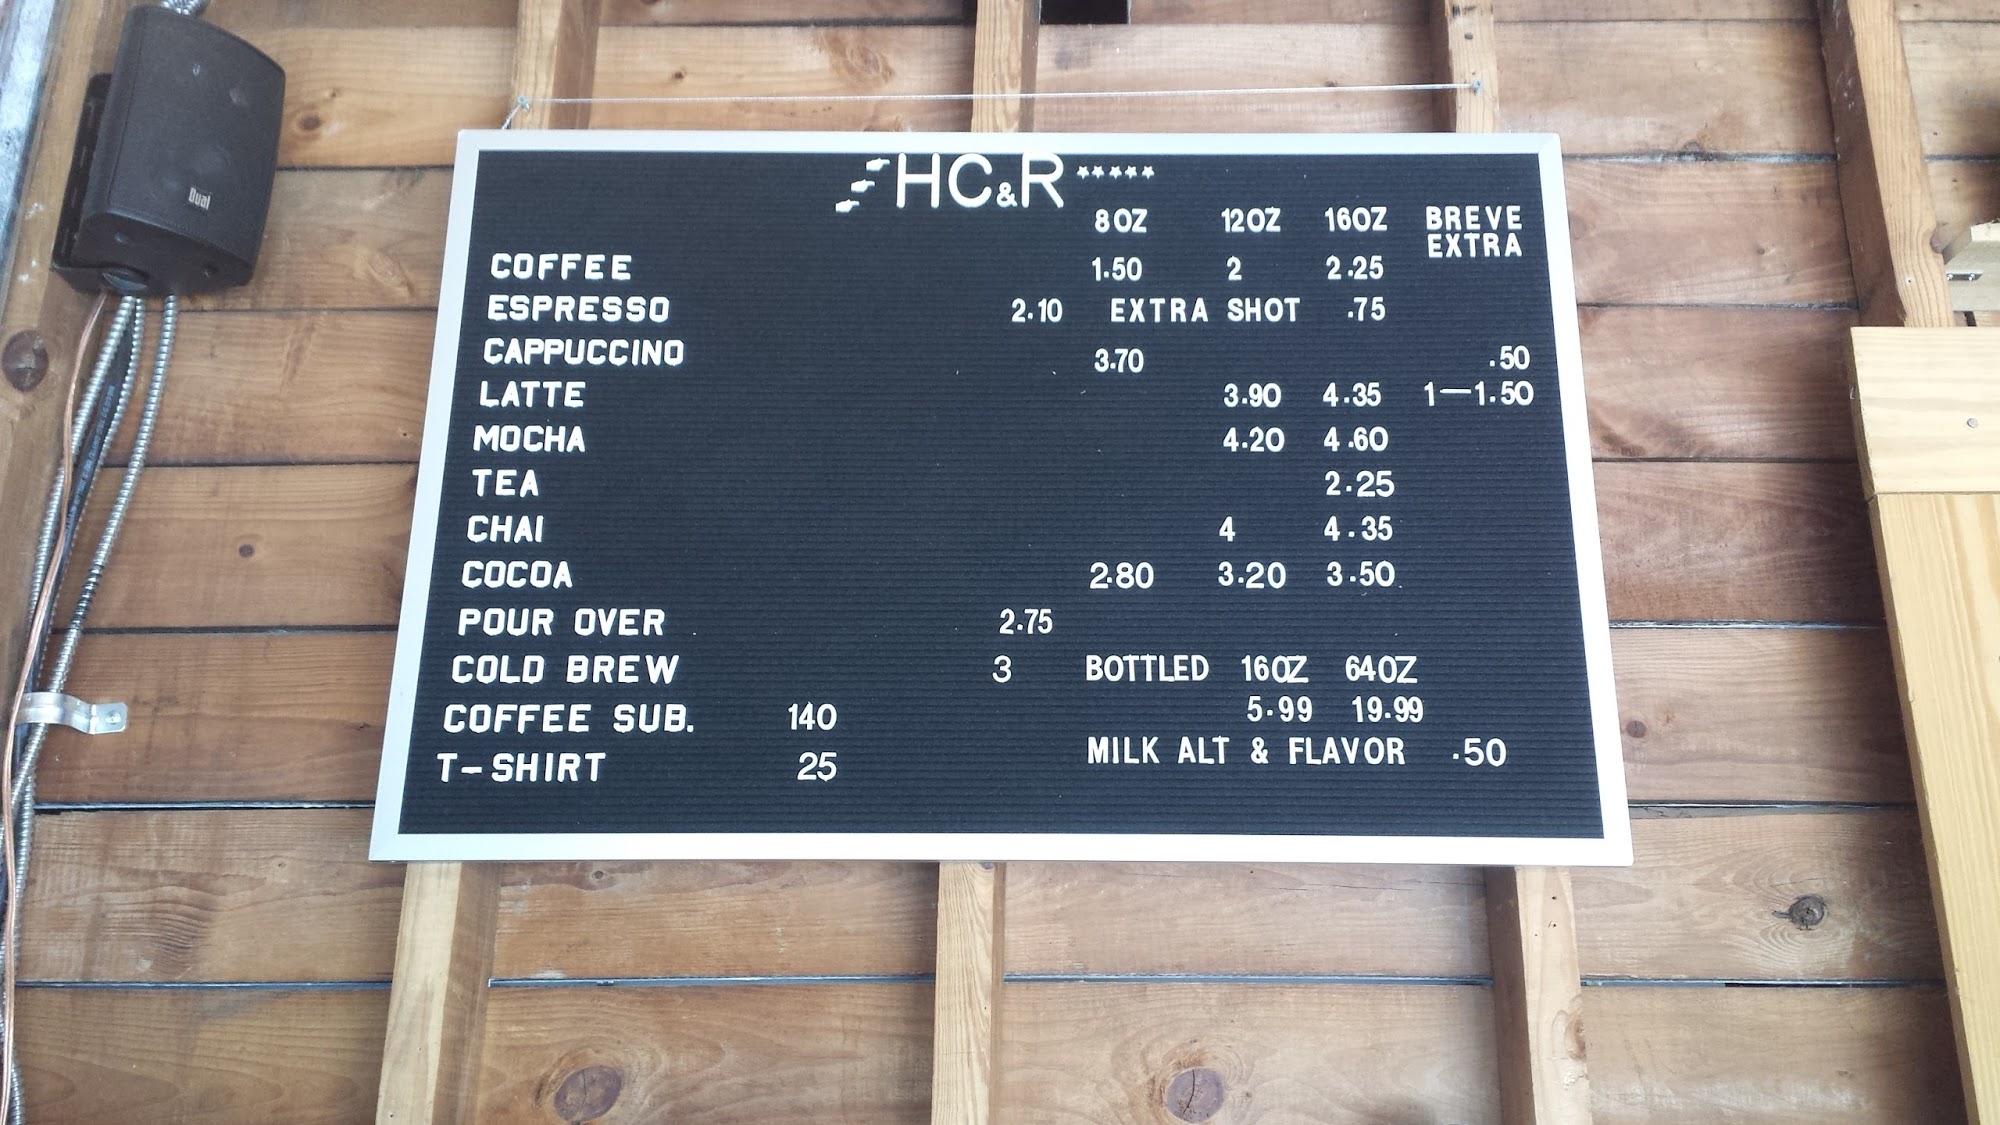 HC&R *****
8OZ 12OZ 16OZ BREVE
EXTRA
COFFEE 1.50 2 2.25
ESPRESSO 2.10 EXTRA SHOT .75
CAPPUCCINO 3.70 .50
LATTE 3.90 4.35 1—1.50
MOCHA 4.20 4.60
TEA 2.25
CHAI 4 4.35
COCOA 2.80 3.20 3.50
POUR OVER 2.75
COLD BREW 3 BOTTLED 16OZ 64OZ
5.99 19.99
COFFEE SUB. 140
MILK ALT & FLAVOR .50
T-SHIRT 25
Dual